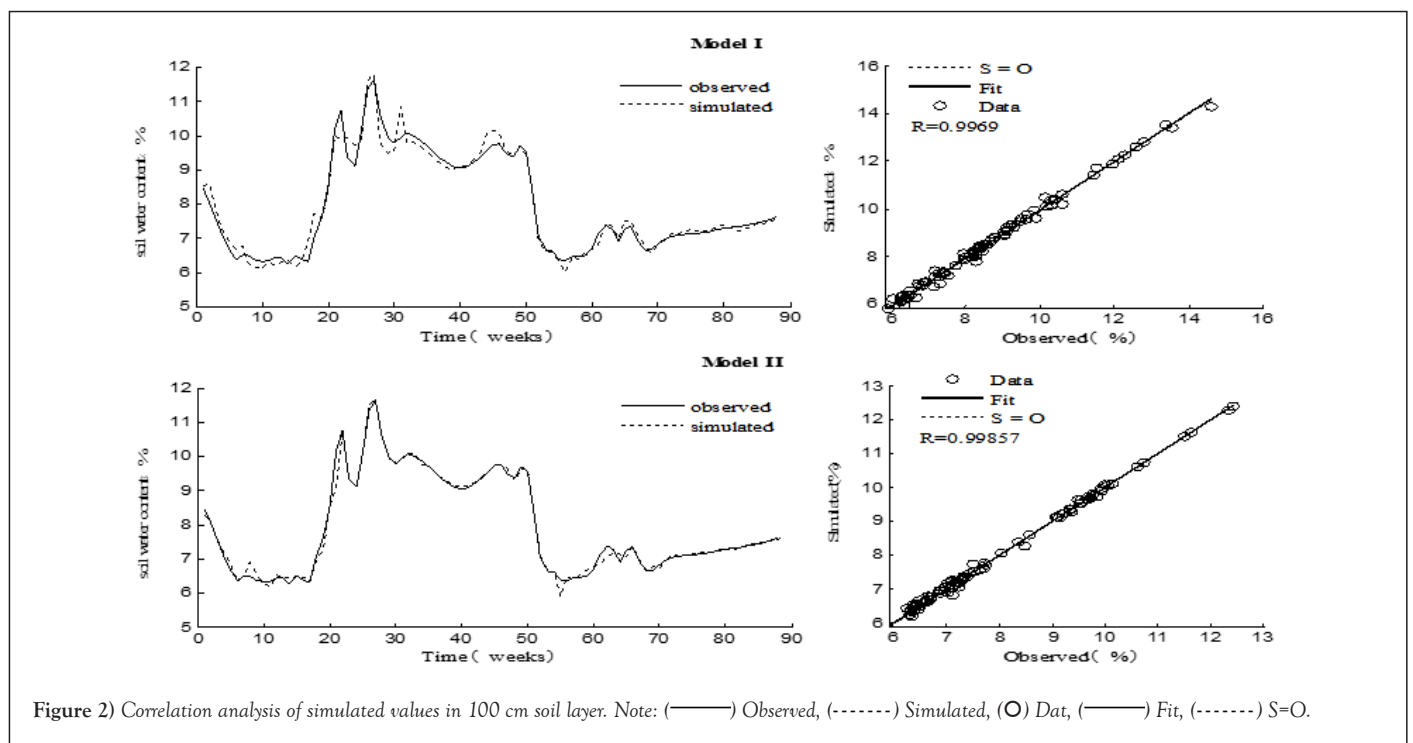 Model I
12
11
10
9
8
7
6
5
soil water content %
0 10 20 30 40 50 60 70 80 90
Time( weeks)
observed
simulated
16
14
12
10
8
6
Simulated %
6 8 10 12 14 16
Observed( %)
S = O
Fit
Data
R=0.9969
Model II
12
11
10
9
8
7
6
5
soil water content %
0 10 20 30 40 50 60 70 80 90
Time( weeks)
observed
simulated
13
12
11
10
9
8
7
6
Simulated(%)
6 7 8 9 10 11 12 13
Observed( %)
Data
Fit
S = O
R=0.99857
Figure 2) Correlation analysis of simulated values in 100 cm soil layer. Note: (——) Observed, (-------) Simulated, (O) Dat, (——) Fit, (-------) S=O.